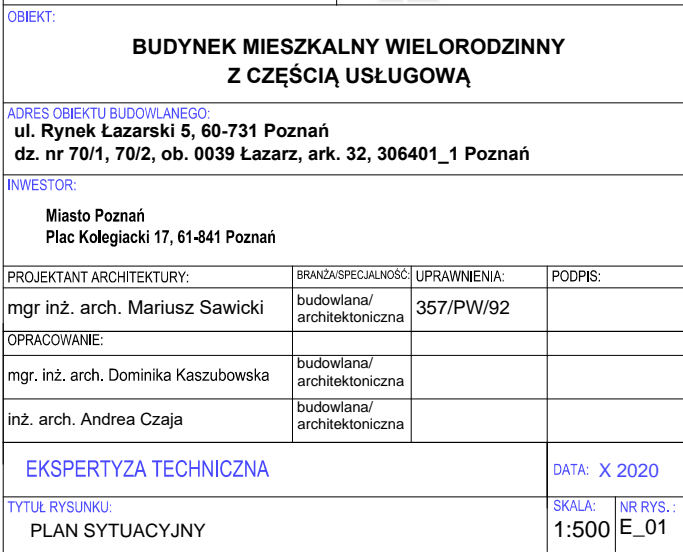 OBIEKT:
BUDYNEK MIESZKALNY WIELORODZINNY
Z CZĘŚCIĄ USŁUGOWĄ
ADRES OBIEKTU BUDOWLANEGO:
ul. Rynek Łazarski 5, 60-731 Poznań
dz. nr 70/1, 70/2, ob. 0039 Łazarz, ark. 32, 306401_1 Poznań
INWESTOR:
Miasto Poznań
Plac Kolegiacki 17, 61-841 Poznań
PROJEKTANT ARCHITEKTURY: BRANŻA/SPECJALNOŚĆ: UPRAWNIENIA: PODPIS:
mgr inż. arch. Mariusz Sawicki budowlana/ 357/PW/92
architektoniczna
OPRACOWANIE:
mgr. inż. arch. Dominika Kaszubowska budowlana/
architektoniczna
inż. arch. Andrea Czaja budowlana/
architektoniczna
EKSPERTYZA TECHNICZNA DATA: X 2020
TYTUŁ RYSUNKU: SKALA: NR RYS.:
PLAN SYTUACYJNY 1:500 E_01